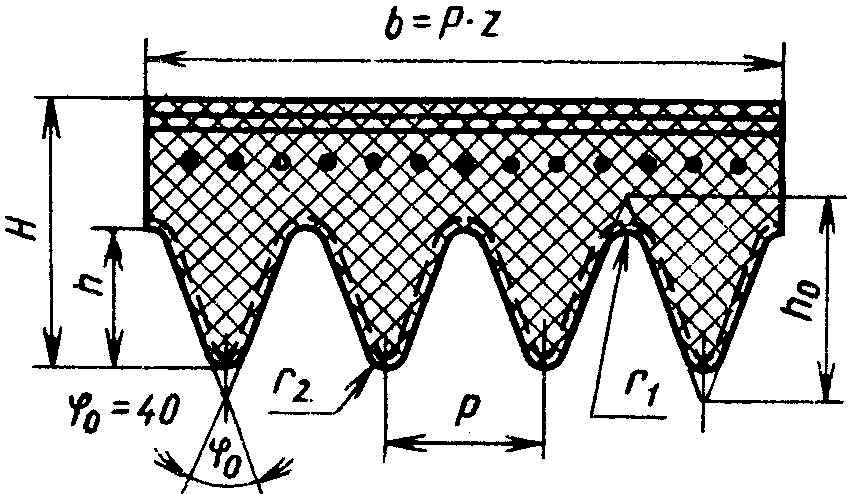 b = P · z
H
h
h₀
r₂
r₁
φ₀ = 40
P
φ₀